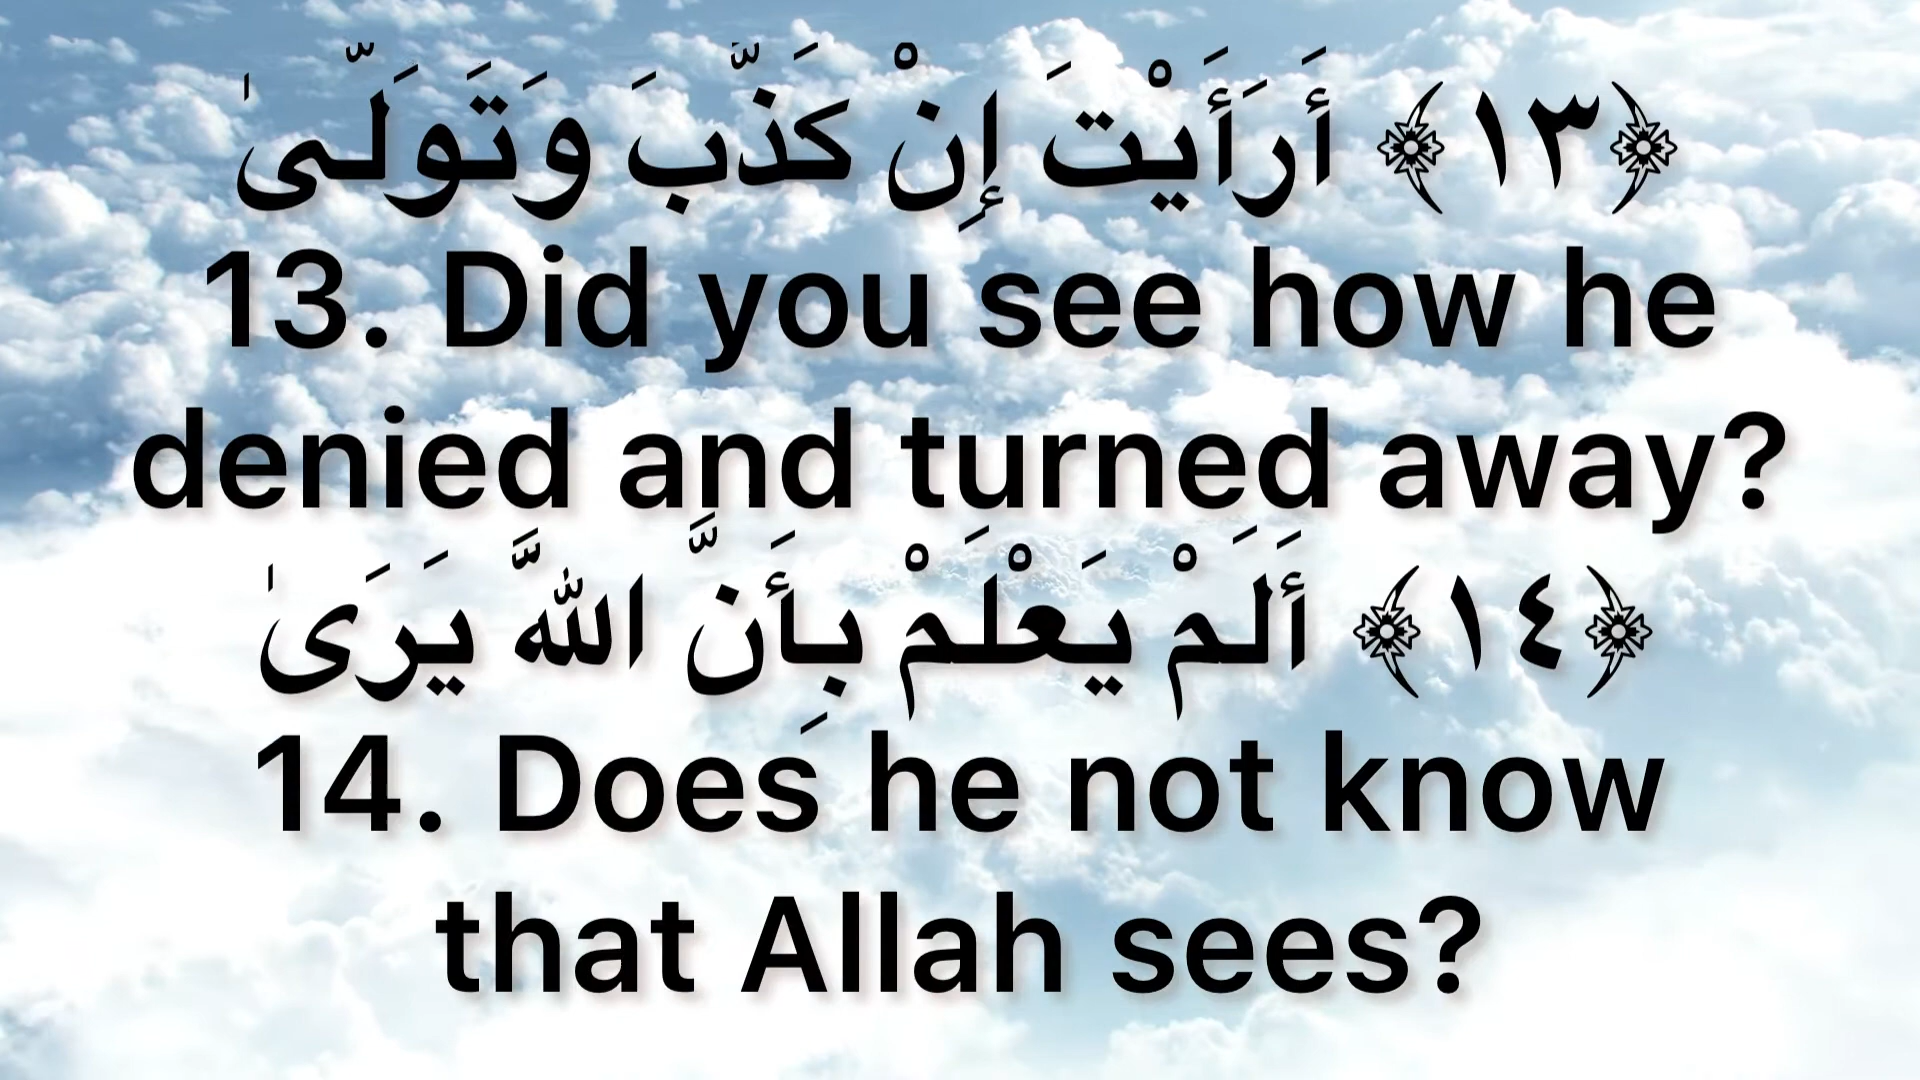 ﴿١٣﴾ أَرَأَيْتَ إِنْ كَذَّبَ وَتَوَلَّىٰ
13. Did you see how he
denied and turned away?
﴿١٤﴾ أَلَمْ يَعْلَمْ بِأَنَّ اللَّهَ يَرَىٰ
14. Does he not know
that Allah sees?